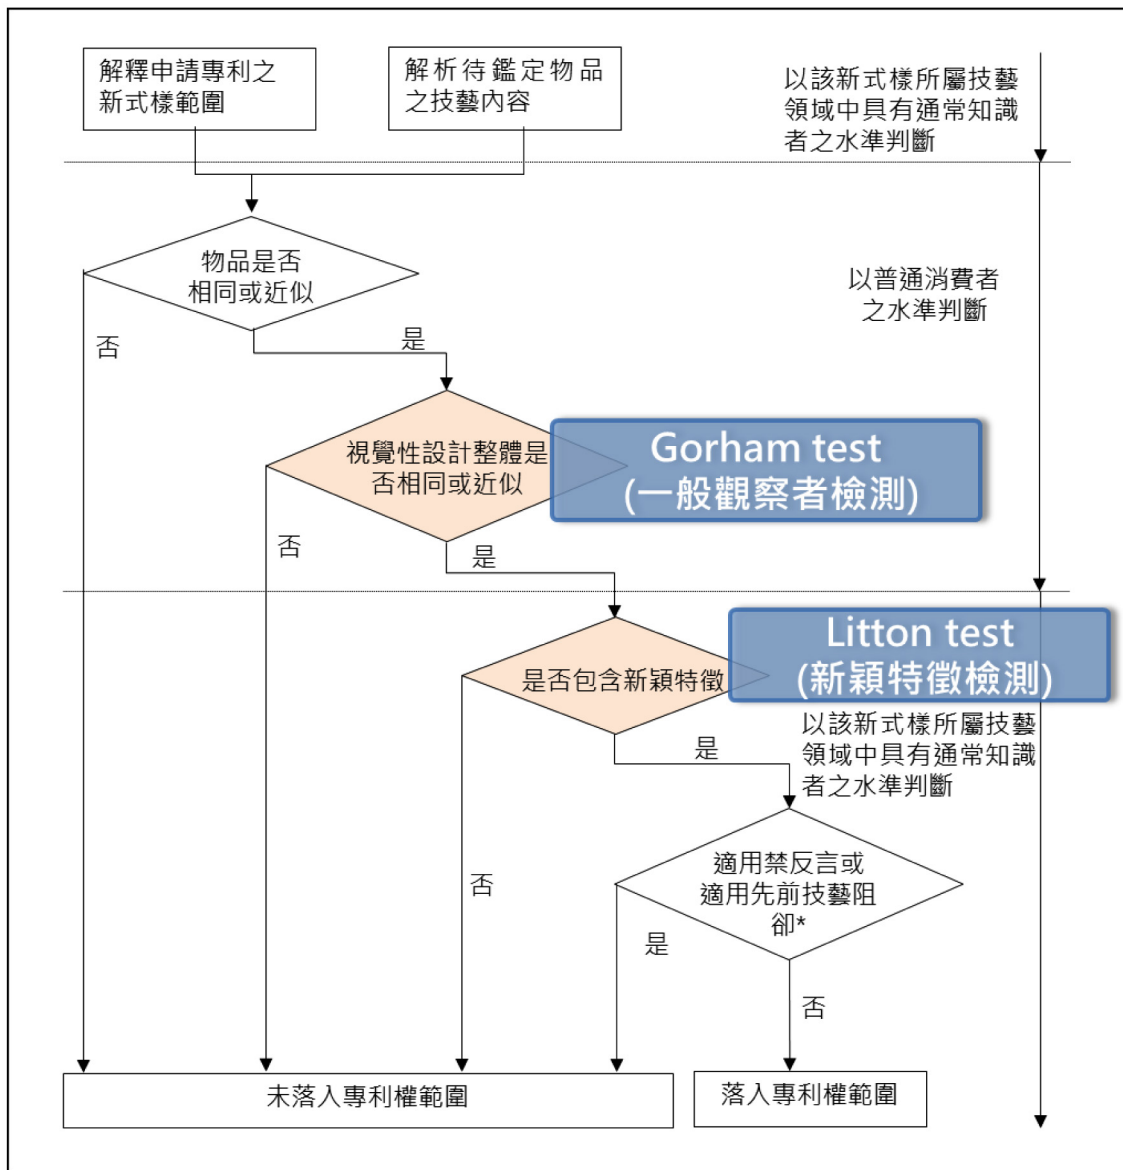 解釋申請專利之
新式樣範圍
解析待鑑定物品
之技藝內容
以該新式樣所屬技藝
領域中具有通常知識
者之水準判斷
物品是否
相同或近似
以普通消費者
之水準判斷
否
是
視覺性設計整體是
否相同或近似
Gorham test
(一般觀察者檢測)
否
是
是否包含新穎特徵
Litton test
(新穎特徵檢測)
以該新式樣所屬技藝
領域中具有通常知識
者之水準判斷
是
否
適用禁反言或
適用先前技藝阻
卻*
是
否
未落入專利權範圍
落入專利權範圍